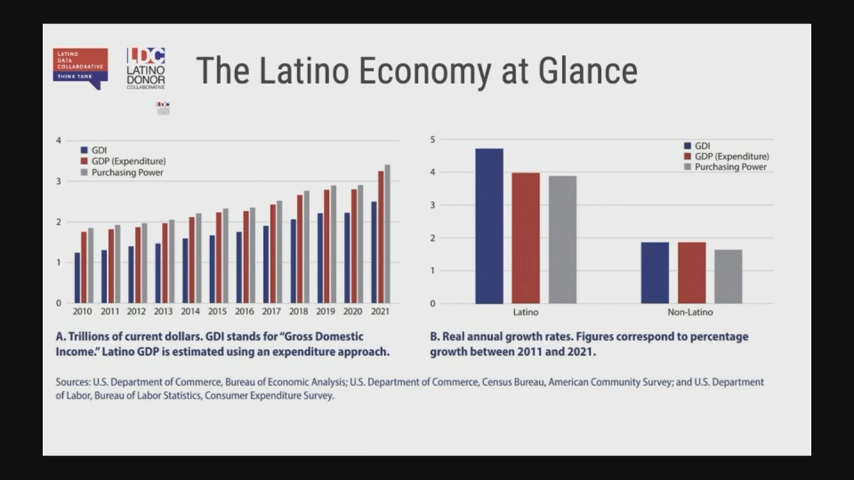 LATINO
DATA
COLLABORATIVE
THINK TANK
LDC
LATINO
DONOR
COLLABORATIVE
The Latino Economy at Glance
LDC
4
3
2
1
0
GDI
GDP (Expenditure)
Purchasing Power
2010 2011 2012 2013 2014 2015 2016 2017 2018 2019 2020 2021
A. Trillions of current dollars. GDI stands for “Gross Domestic
Income.” Latino GDP is estimated using an expenditure approach.
5
4
3
2
1
0
GDI
GDP (Expenditure)
Purchasing Power
Latino Non-Latino
B. Real annual growth rates. Figures correspond to percentage
growth between 2011 and 2021.
Sources: U.S. Department of Commerce, Bureau of Economic Analysis; U.S. Department of Commerce, Census Bureau, American Community Survey; and U.S. Department
of Labor, Bureau of Labor Statistics, Consumer Expenditure Survey.